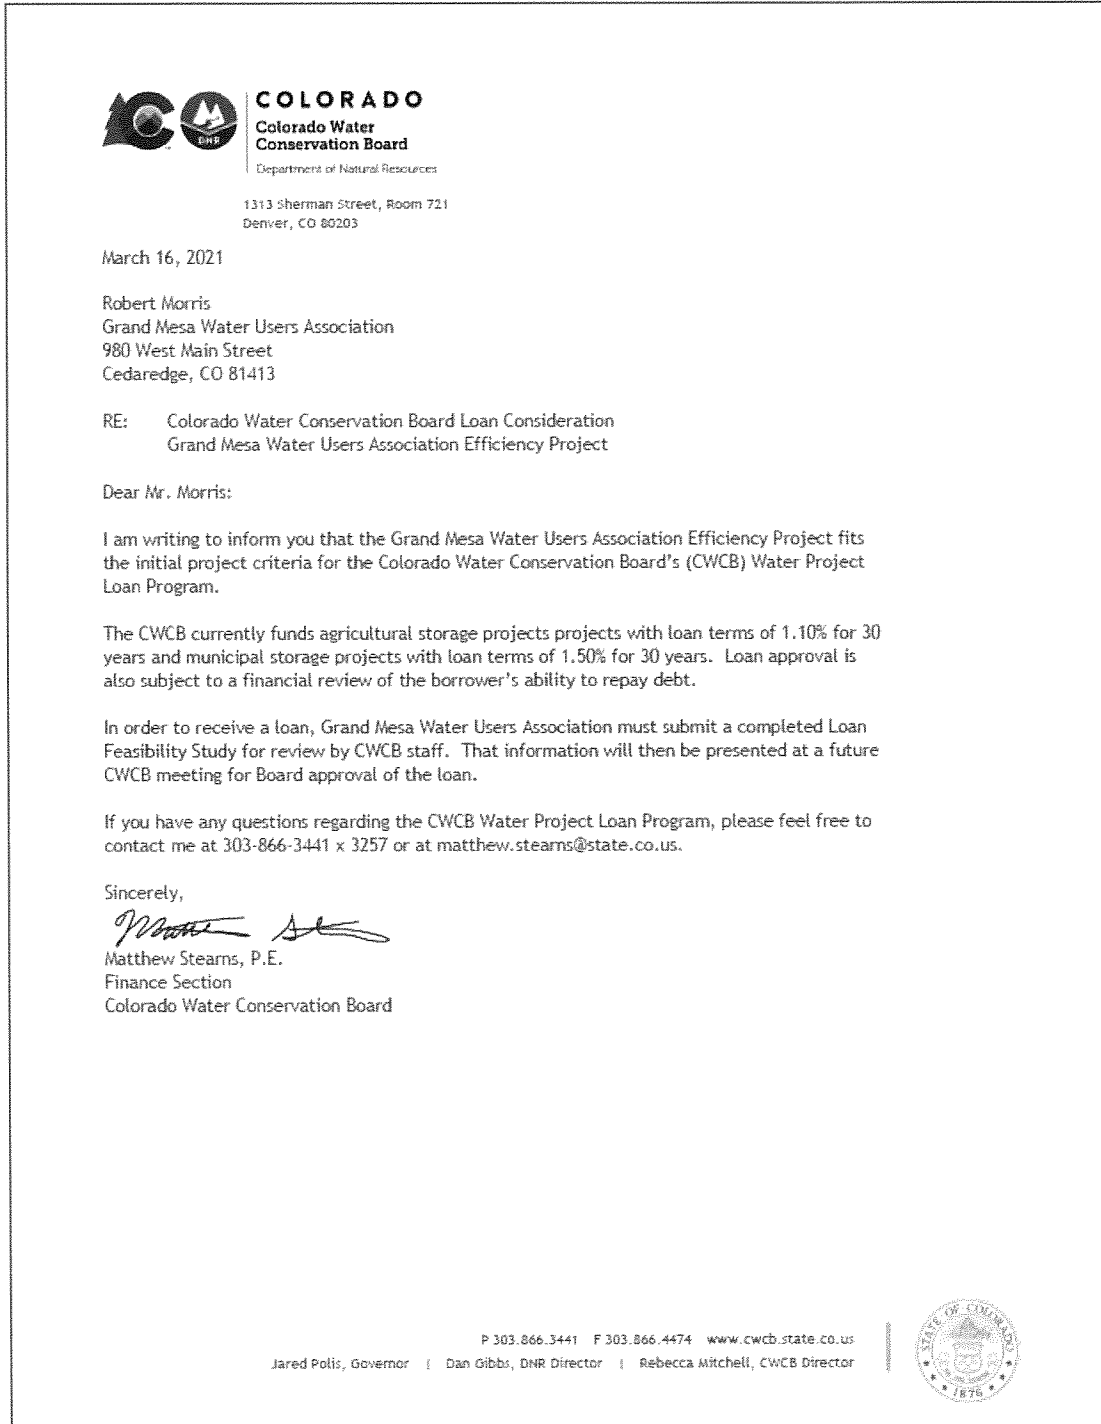 COLORADO
Colorado Water
Conservation Board
Department of Natural Resources
DNR
1313 Sherman Street, Room 721
Denver, CO 80203
March 16, 2021
Robert Morris
Grand Mesa Water Users Association
980 West Main Street
Cedaredge, CO 81413
RE: Colorado Water Conservation Board Loan Consideration
Grand Mesa Water Users Association Efficiency Project
Dear Mr. Morris:
I am writing to inform you that the Grand Mesa Water Users Association Efficiency Project fits
the initial project criteria for the Colorado Water Conservation Board's (CWCB) Water Project
Loan Program.
The CWCB currently funds agricultural storage projects projects with loan terms of 1.10% for 30
years and municipal storage projects with loan terms of 1.50% for 30 years. Loan approval is
also subject to a financial review of the borrower's ability to repay debt.
In order to receive a loan, Grand Mesa Water Users Association must submit a completed Loan
Feasibility Study for review by CWCB staff. That information will then be presented at a future
CWCB meeting for Board approval of the loan.
If you have any questions regarding the CWCB Water Project Loan Program, please feel free to
contact me at 303-866-3441 x 3257 or at matthew.stearns@state.co.us.
Sincerely,
Matthew Stearns, P.E.
Finance Section
Colorado Water Conservation Board
P 303.866.3441 F 303.866.4474 www.cwcb.state.co.us
Jared Polis, Governor | Dan Gibbs, DNR Director | Rebecca Mitchell, CWCB Director
STATE OF COLORADO
1876